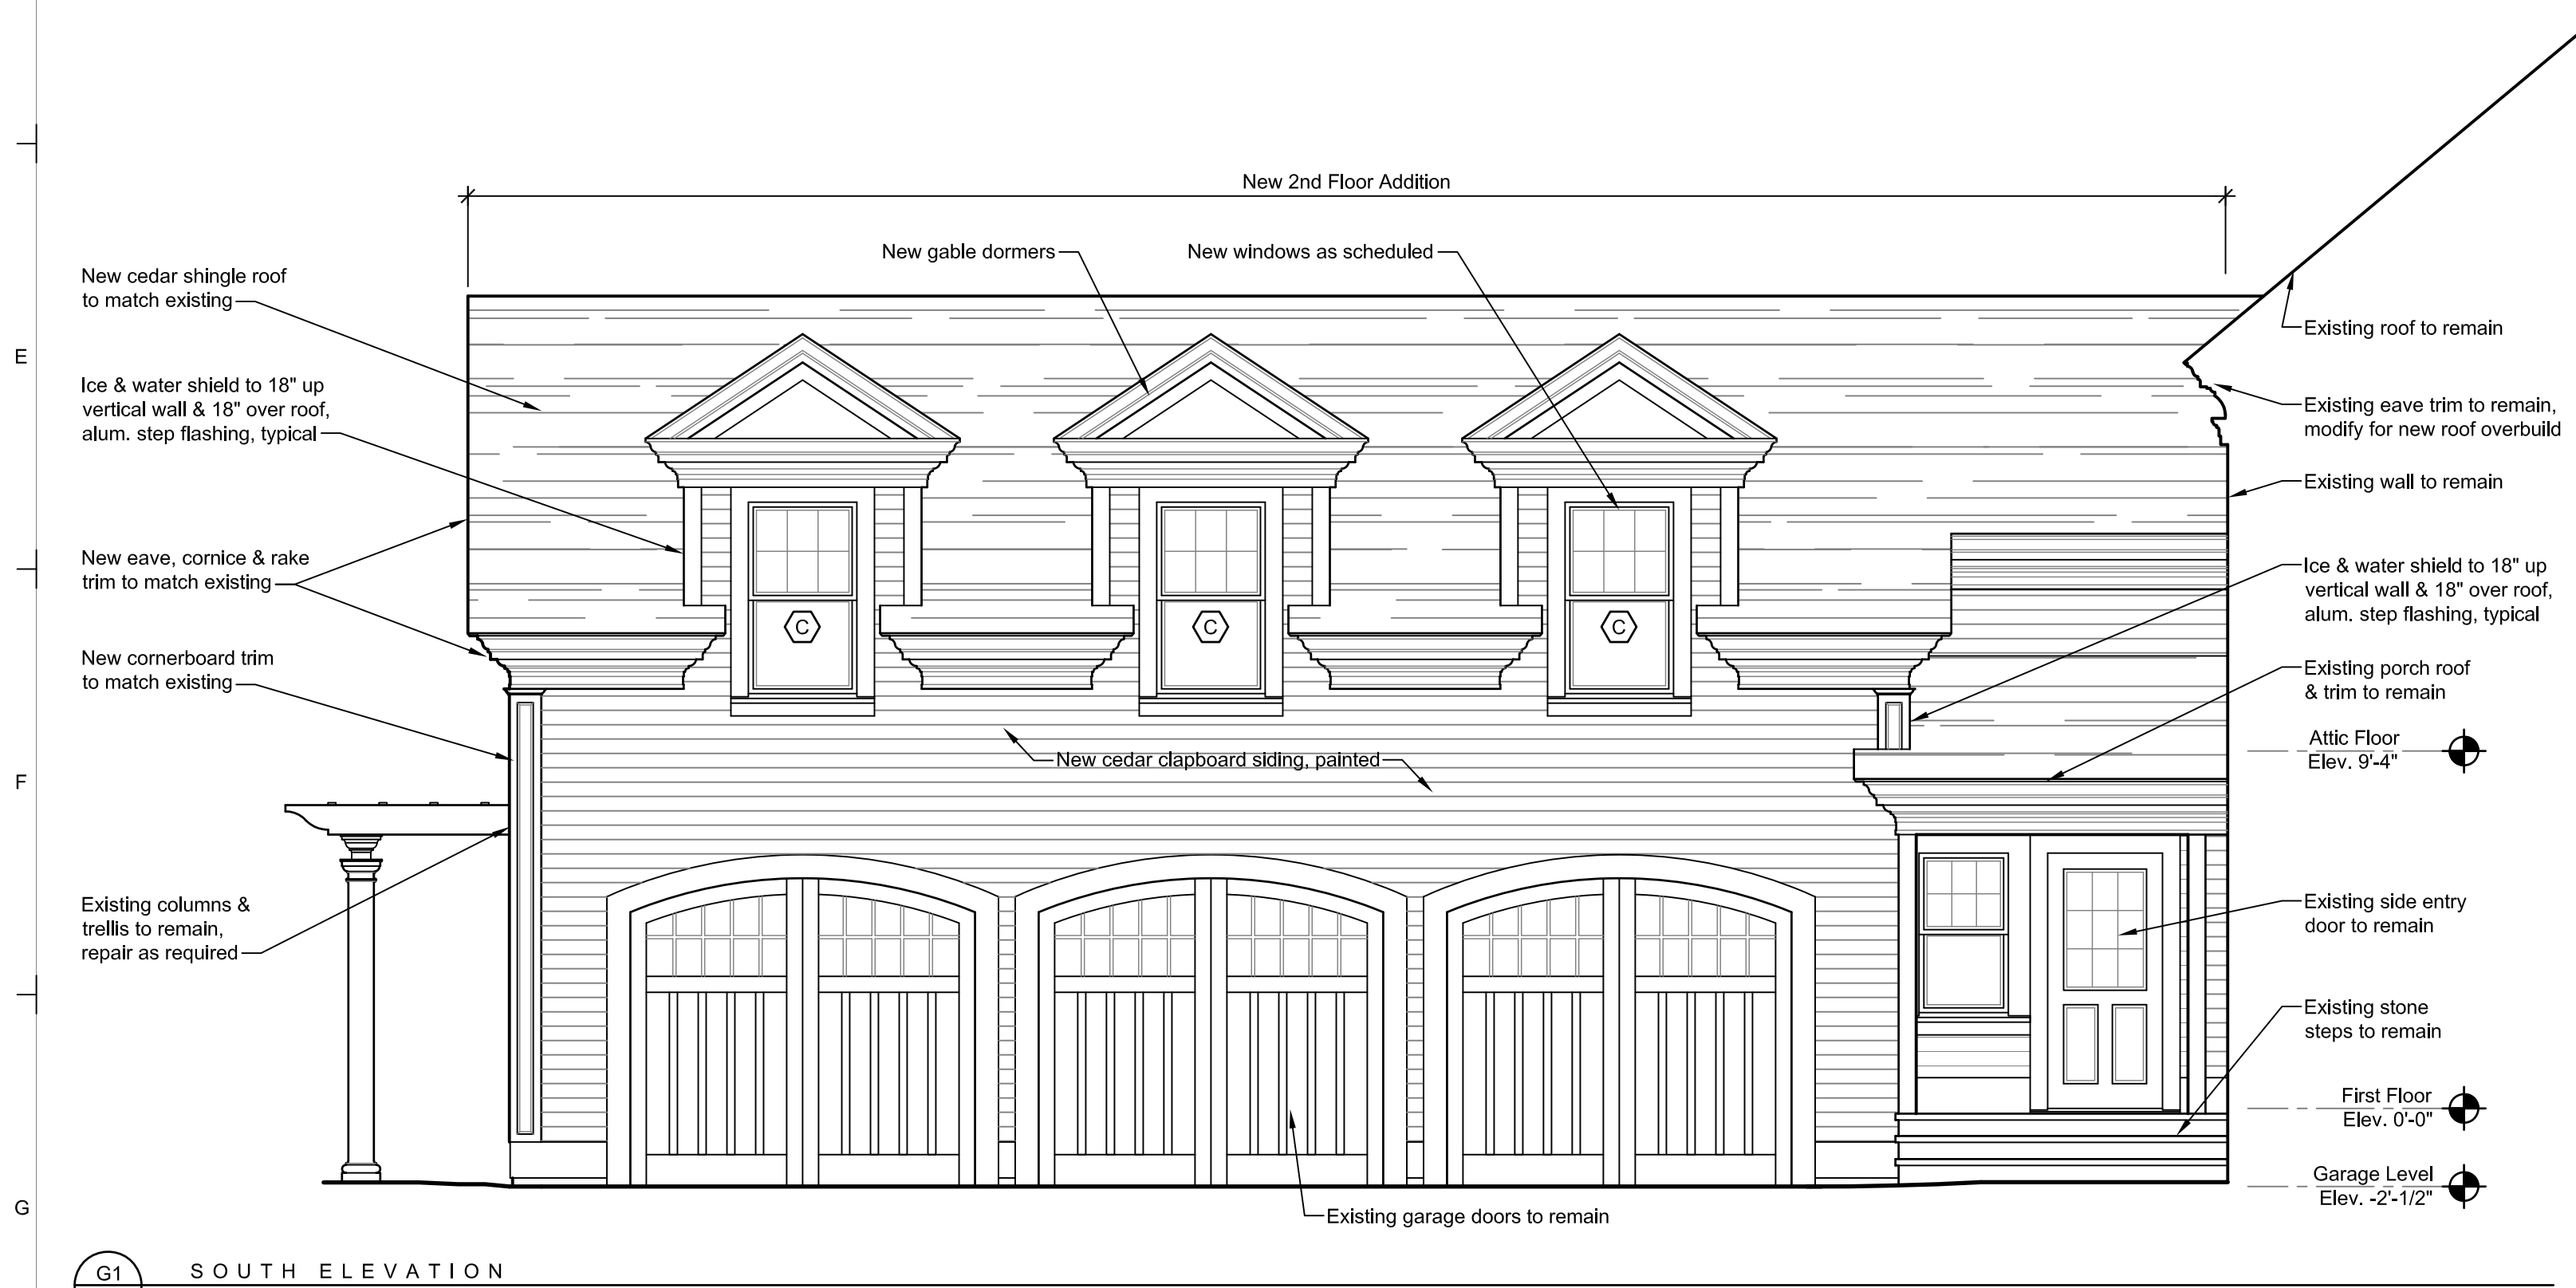 New 2nd Floor Addition
New gable dormers
New windows as scheduled
New cedar shingle roof
to match existing
E
Ice & water shield to 18" up
vertical wall & 18" over roof,
alum. step flashing, typical
New eave, cornice & rake
trim to match existing
New cornerboard trim
to match existing
F
Existing columns &
trellis to remain,
repair as required
G
C
C
C
New cedar clapboard siding, painted
Existing garage doors to remain
Existing roof to remain
Existing eave trim to remain,
modify for new roof overbuild
Existing wall to remain
Ice & water shield to 18" up
vertical wall & 18" over roof,
alum. step flashing, typical
Existing porch roof
& trim to remain
Attic Floor
Elev. 9'-4"
Existing side entry
door to remain
Existing stone
steps to remain
First Floor
Elev. 0'-0"
Garage Level
Elev. -2'-1/2"
G1
SOUTH ELEVATION